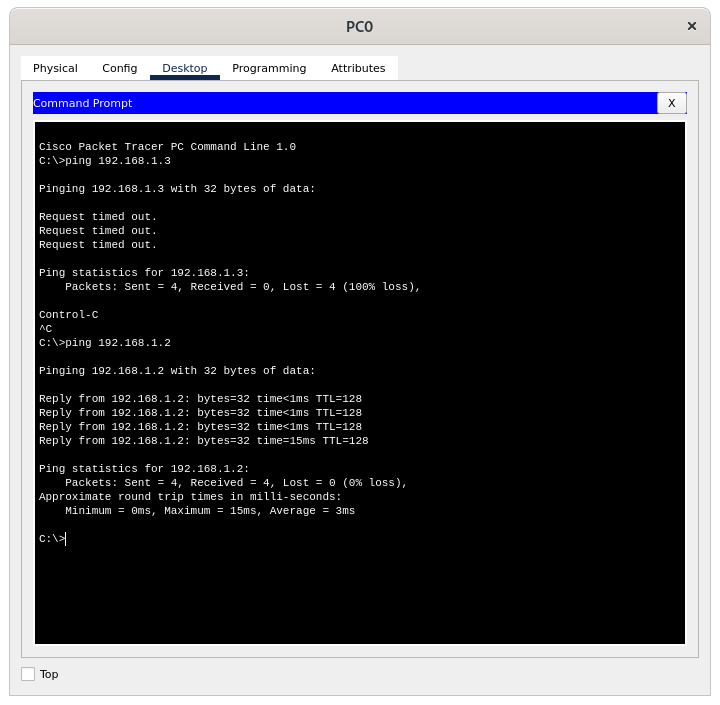 PC0
Physical Config Desktop Programming Attributes
Command Prompt X
Cisco Packet Tracer PC Command Line 1.0
C:\>ping 192.168.1.3
Pinging 192.168.1.3 with 32 bytes of data:
Request timed out.
Request timed out.
Request timed out.
Ping statistics for 192.168.1.3:
    Packets: Sent = 4, Received = 0, Lost = 4 (100% loss),
Control-C
^C
C:\>ping 192.168.1.2
Pinging 192.168.1.2 with 32 bytes of data:
Reply from 192.168.1.2: bytes=32 time<1ms TTL=128
Reply from 192.168.1.2: bytes=32 time<1ms TTL=128
Reply from 192.168.1.2: bytes=32 time<1ms TTL=128
Reply from 192.168.1.2: bytes=32 time=15ms TTL=128
Ping statistics for 192.168.1.2:
    Packets: Sent = 4, Received = 4, Lost = 0 (0% loss),
Approximate round trip times in milli-seconds:
    Minimum = 0ms, Maximum = 15ms, Average = 3ms
C:\>
Top